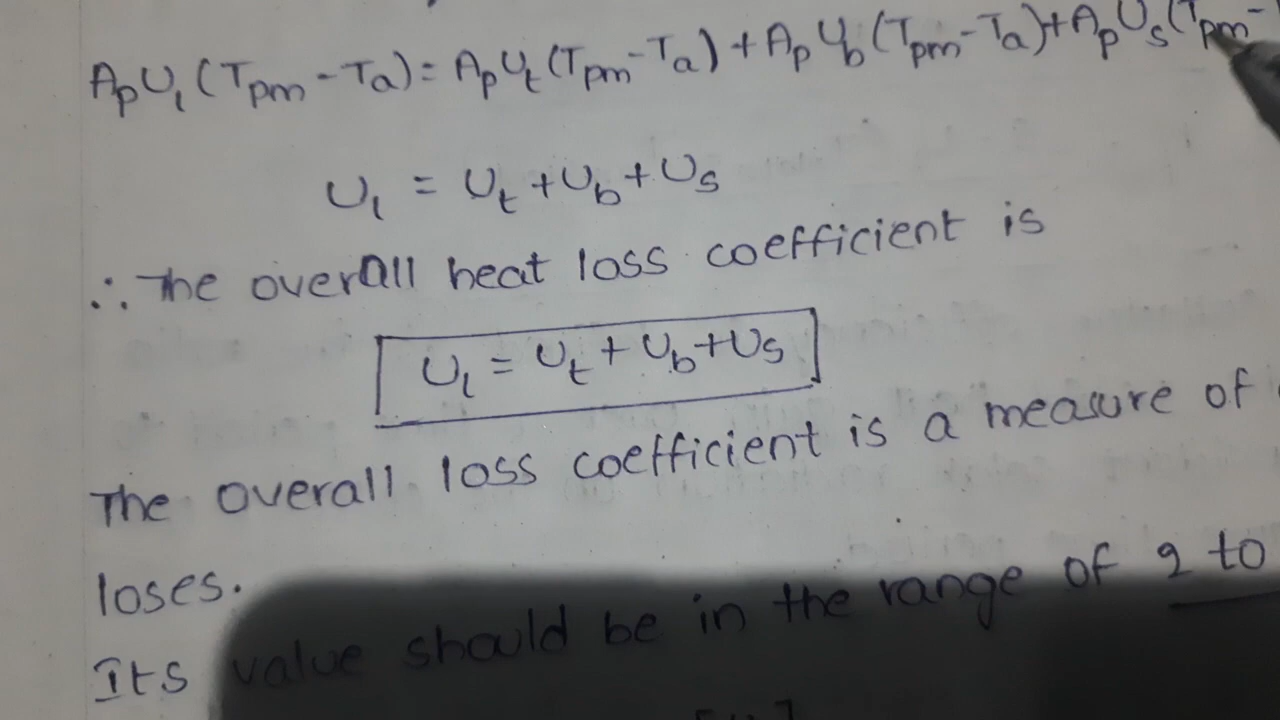 ApUl(Tpm-Ta)=ApUt(Tpm-Ta)+ApUb(Tpm-Ta)+ApUs(Tpm-
Ul = Ut+Ub+Us
∴ The overall heat loss coefficient is
Ul = Ut+Ub+Us
The overall loss coefficient is a measure of
loses.
Its value should be in the range of 2 to